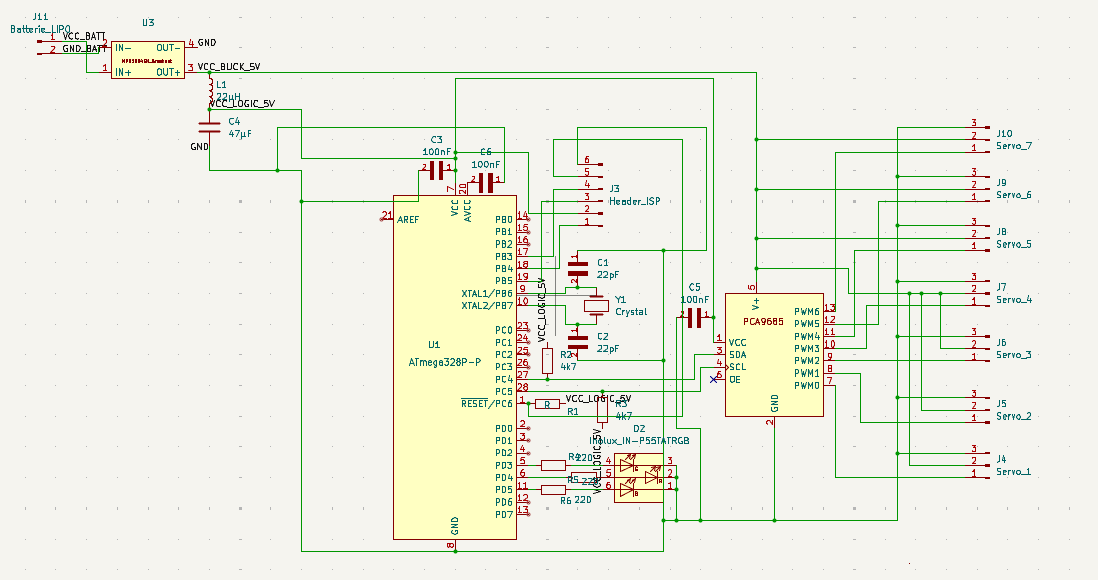 J11
Batterie_LIPO
1 VCC_BATT
2 GND_BATT
U3
2 IN- OUT- 4 GND
1 IN+ OUT+ 3 VCC_BUCK_5V
L1
22µH
VCC_LOGIC_5V
C4
47µF
GND
C3
100nF
2 1
C6
100nF
2 1
7 20
VCC AVCC
21 AREF
PB0 14
PB1 15
PB2 16
PB3 17
PB4 18
PB5 19
XTAL1/PB6 9
XTAL2/PB7 10
PC0 23
PC1 24
PC2 25
PC3 26
PC4 27
PC5 28
RESET/PC6 1
PD0 2
PD1 3
PD2 4
PD3 5
PD4 6
PD5 11
PD6 12
PD7 13
U1
ATmega328P-P
GND
8
6
5
4
3
2
1
J3
Header_ISP
C1
22pF
1
2
Y1
Crystal
C2
22pF
1
2
VCC_LOGIC_5V
R2
4k7
R
R1
VCC_LOGIC_5V
R3
4k7
VCC_LOGIC_5V
R4 220
R5 220
R6 220
D2
Inolux_IN-P55TATRGB
4 3
5 2
6 1
C5
100nF
2 1
5
V+
PCA9685
1 VCC
3 SDA
4 SCL
6 OE
PWM6 13
PWM5 12
PWM4 11
PWM3 10
PWM2 9
PWM1 8
PWM0 7
GND
2
3
2
1
J10
Servo_7
3
2
1
J9
Servo_6
3
2
1
J8
Servo_5
3
2
1
J7
Servo_4
3
2
1
J6
Servo_3
3
2
1
J5
Servo_2
3
2
1
J4
Servo_1